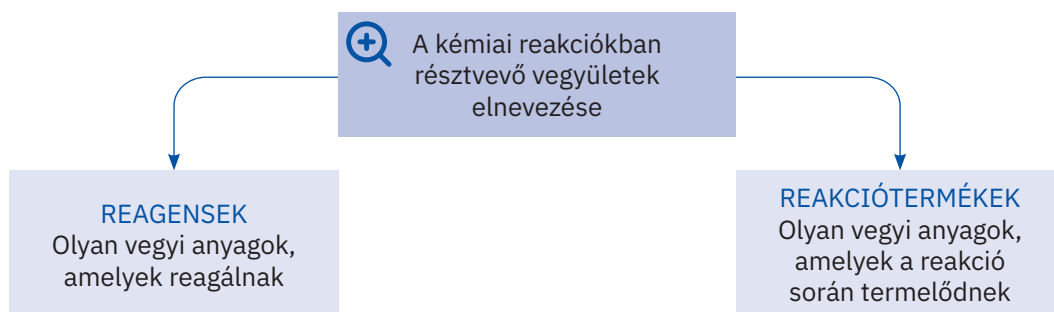 A kémiai reakciókban
résztvevő vegyületek
elnevezése
REAGENSEK
Olyan vegyi anyagok,
amelyek reagálnak
REAKCIÓTERMÉKEK
Olyan vegyi anyagok,
amelyek a reakció
során termelődnek